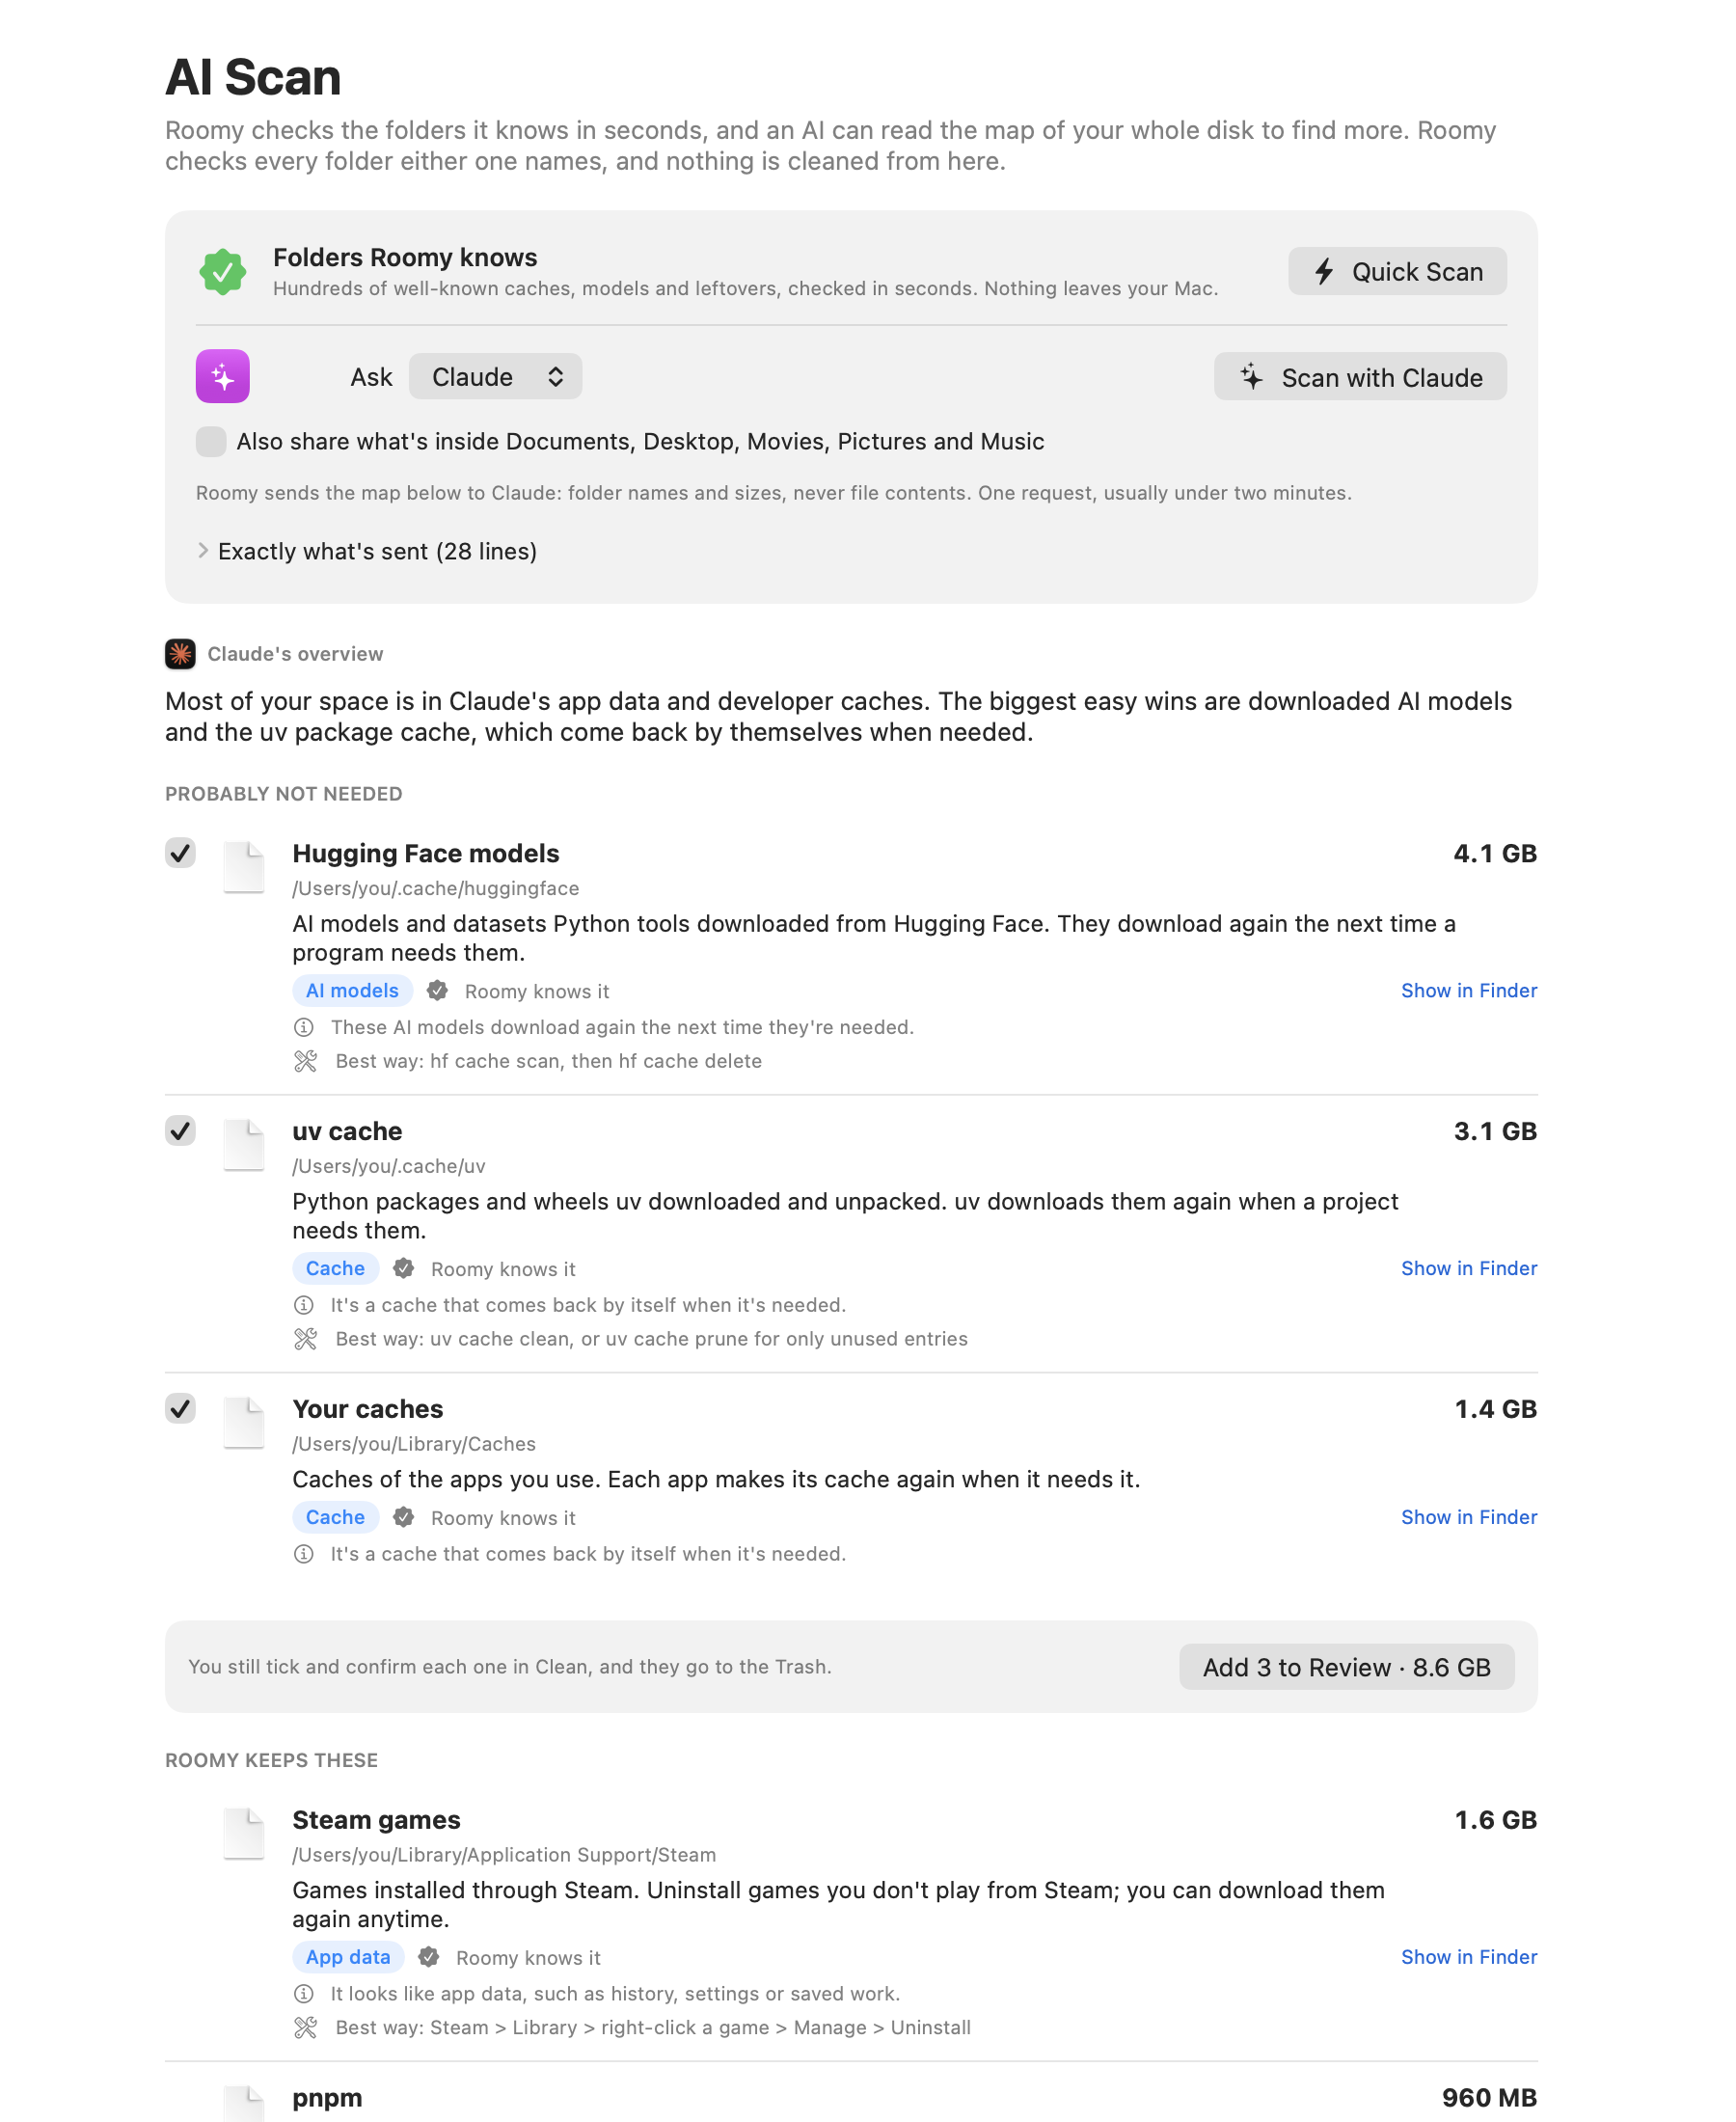 AI Scan
Roomy checks the folders it knows in seconds, and an AI can read the map of your whole disk to find more. Roomy
checks every folder either one names, and nothing is cleaned from here.
Folders Roomy knows
Hundreds of well-known caches, models and leftovers, checked in seconds. Nothing leaves your Mac.
Quick Scan
Ask Claude
Scan with Claude
Also share what's inside Documents, Desktop, Movies, Pictures and Music
Roomy sends the map below to Claude: folder names and sizes, never file contents. One request, usually under two minutes.
Exactly what's sent (28 lines)
Claude's overview
Most of your space is in Claude's app data and developer caches. The biggest easy wins are downloaded AI models
and the uv package cache, which come back by themselves when needed.
PROBABLY NOT NEEDED
Hugging Face models 4.1 GB
/Users/you/.cache/huggingface
AI models and datasets Python tools downloaded from Hugging Face. They download again the next time a
program needs them.
AI models Roomy knows it Show in Finder
These AI models download again the next time they're needed.
Best way: hf cache scan, then hf cache delete
uv cache 3.1 GB
/Users/you/.cache/uv
Python packages and wheels uv downloaded and unpacked. uv downloads them again when a project
needs them.
Cache Roomy knows it Show in Finder
It's a cache that comes back by itself when it's needed.
Best way: uv cache clean, or uv cache prune for only unused entries
Your caches 1.4 GB
/Users/you/Library/Caches
Caches of the apps you use. Each app makes its cache again when it needs it.
Cache Roomy knows it Show in Finder
It's a cache that comes back by itself when it's needed.
You still tick and confirm each one in Clean, and they go to the Trash.
Add 3 to Review · 8.6 GB
ROOMY KEEPS THESE
Steam games 1.6 GB
/Users/you/Library/Application Support/Steam
Games installed through Steam. Uninstall games you don't play from Steam; you can download them
again anytime.
App data Roomy knows it Show in Finder
It looks like app data, such as history, settings or saved work.
Best way: Steam > Library > right-click a game > Manage > Uninstall
pnpm 960 MB